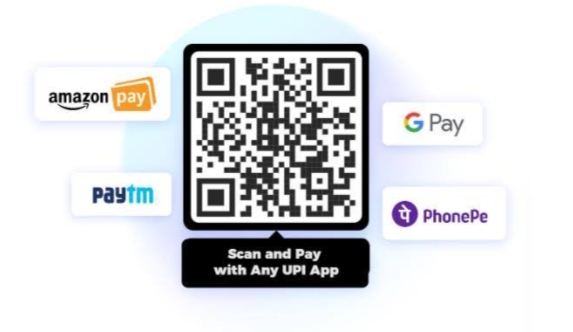 amazon pay
G Pay
paytm
पे PhonePe
Scan and Pay
with Any UPI App